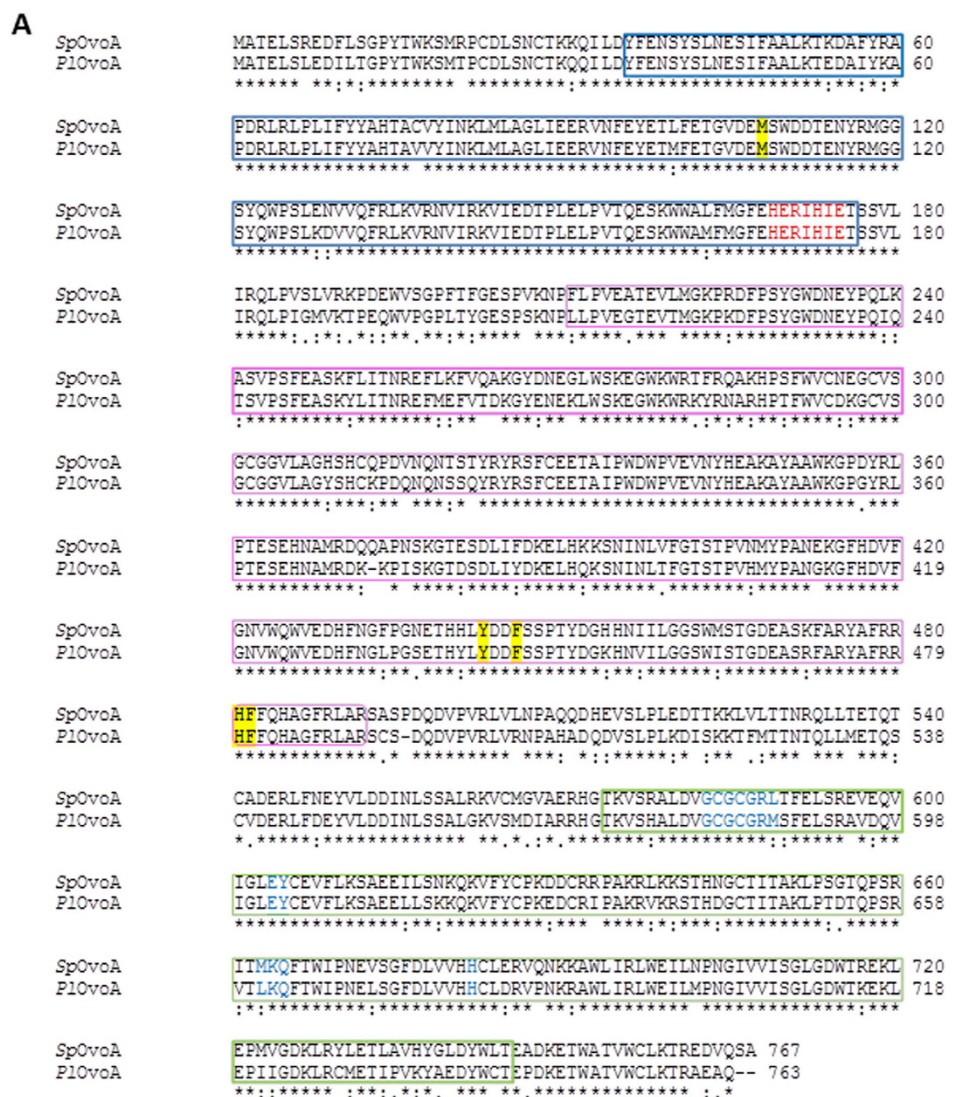 A
SpOvoA MATELSREDFLSGPYTWKSMRPCDLSNCTKKQILDYFENSYSLNESIFAALKTKDAFYRA 60
PlOvoA MATELSLEDILTGPYTWKSMTPCDLSNCTKQQILDYFENSYSLNESIFAALKTEDAIYKA 60
****** **:*:******** *********:**********************:**:*:*
SpOvoA PDRLRLPLIFYYAHTACVYINKLMLAGLIEERVNFEYETLFETGVDEMSWDDTENYRMGG 120
PlOvoA PDRLRLPLIFYYAHTAVVYINKLMLAGLIEERVNFEYETMFETGVDEMSWDDTENYRMGG 120
**************** **********************:********************
SpOvoA SYQWPSLENVVQFRLKVRNVIRKVIEDTPLELPVTQESKWWALFMGFEHERIHIETSSVL 180
PlOvoA SYQWPSLKDVVQFRLKVRNVIRKVIEDTPLELPVTQESKWWAMFMGFEHERIHIETSSVL 180
*******::*********************************:*****************
SpOvoA IRQLPVSLVRKPDEWVSGPFTFGESPVKNPFLPVEATEVLMGKPRDFPSYGWDNEYPQLK 240
PlOvoA IRQLPIGMVKTPEQWVPGPLTYGESPSKNPLLPVEGTEVTMGKPKDFPSYGWDNEYPQIQ 240
*****:.:*:.*::** **:*:**** ***:****.*** ****:*************::
SpOvoA ASVPSFEASKFLITNREFLKFVQAKGYDNEGLWSKEGWKWRTFRQAKHPSFWVCNEGCVS 300
PlOvoA TSVPSFEASKYLITNREFMEFVTDKGYENEKLWSKEGWKWRKYRNARHPTFWVCDKGCVS 300
:*********:*******::**  ***:** **********.:*:*:**:****::****
SpOvoA GCGGVLAGHSHCQPDVNQNTSTYRYRSFCEETAIPWDWPVEVNYHEAKAYAAWKGPDYRL 360
PlOvoA GCGGVLAGYSHCKPDQNQNSSQYRYRSFCEETAIPWDWPVEVNYHEAKAYAAWKGPGYRL 360
********:***:** ***:* **********************************.***
SpOvoA PTESEHNAMRDQQAPNSKGTESDLIFDKELHKKSNINLVFGTSTPVNMYPANEKGFHDVF 420
PlOvoA PTESEHNAMRDK-KPISKGTDSDLIYDKELHQKSNINLTFGTSTPVHMYPANGKGFHDVF 419
***********:  * ****:****:*****:******.*******:***** *******
SpOvoA GNVWQWVEDHFNGFPGNETHHLYDDFSSPTYDGHHNIILGGSWMSTGDEASKFARYAFRR 480
PlOvoA GNVWQWVEDHFNGLPGSETHYLYDDFSSPTYDGKHNVILGGSWISTGDEASRFARYAFRR 479
*************:**.***:************:**:******:*******:********
SpOvoA HFFQHAGFRLARSASPDQDVPVRLVLNPAQQDHEVSLPLEDTTKKLVLTTNRQLLTETQT 540
PlOvoA HFFQHAGFRLARSCS-DQDVPVRLVRNPAHADQDVSLPLKDISKKTFMTTNTQLLMETQS 538
*************.* ********* ***: *::*****:* :** .:*** *** ***:
SpOvoA CADERLFNEYVLDDINLSSALRKVCMGVAERHGTKVSRALDVGCGCGRLTFELSREVEQV 600
PlOvoA CVDERLFDEYVLDDINLSSALGKVSMDIARRHGTKVSHALDVGCGCGRMSFELSRAVDQV 598
*.*****:************* **.*.:*.*******:**********::***** *:**
SpOvoA IGLEYCEVFLKSAEEILSNKQKVFYCPKDDCRRPAKRLKKSTHNGCTITAKLPSGTQPSR 660
PlOvoA IGLEYCEVFLKSAEELLSKKQKVFYCPKEDCRIPAKRVKRSTHDGCTITAKLPTDTQPSR 658
***************:**:*********:*** ****:*:***:*********:.*****
SpOvoA ITMKQFTWIPNEVSGFDLVVHHCLERVQNKKAWLIRLWEILNPNGIVVISGLGDWTREKL 720
PlOvoA VTLKQFTWIPNELSGFDLVVHHCLDRVPNKRAWLIRLWEILMPNGIVVISGLGDWTKEKL 718
:*:*********:***********:** **:********** **************:***
SpOvoA EPMVGDKLRYLETLAVHYGLDYWLTEADKETWATVWCLKTREDVQSA 767
PlOvoA EPIIGDKLRCMETIPVKYAEDYWCTEPDKETWATVWCLKTRAEAQ-- 763
**::***** :**:.*:*. *** ** ************** :.*